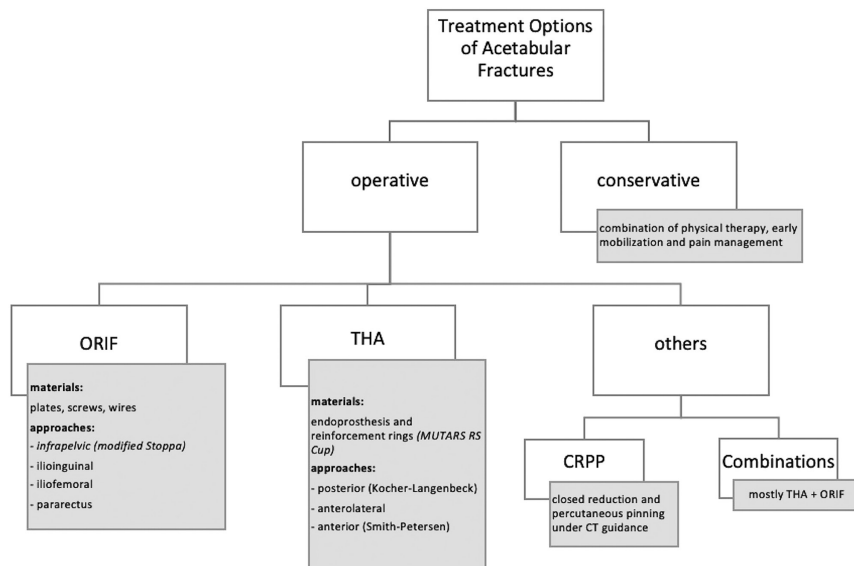 Treatment Options
of Acetabular
Fractures
operative
conservative
combination of physical therapy, early
mobilization and pain management
ORIF
materials:
plates, screws, wires
approaches:
- infrapelvic (modified Stoppa)
- ilioinguinal
- iliofemoral
- pararectus
THA
materials:
endoprosthesis and
reinforcement rings (MUTARS RS
Cup)
approaches:
- posterior (Kocher-Langenbeck)
- anterolateral
- anterior (Smith-Petersen)
others
CRPP
closed reduction and
percutaneous pinning
under CT guidance
Combinations
mostly THA + ORIF